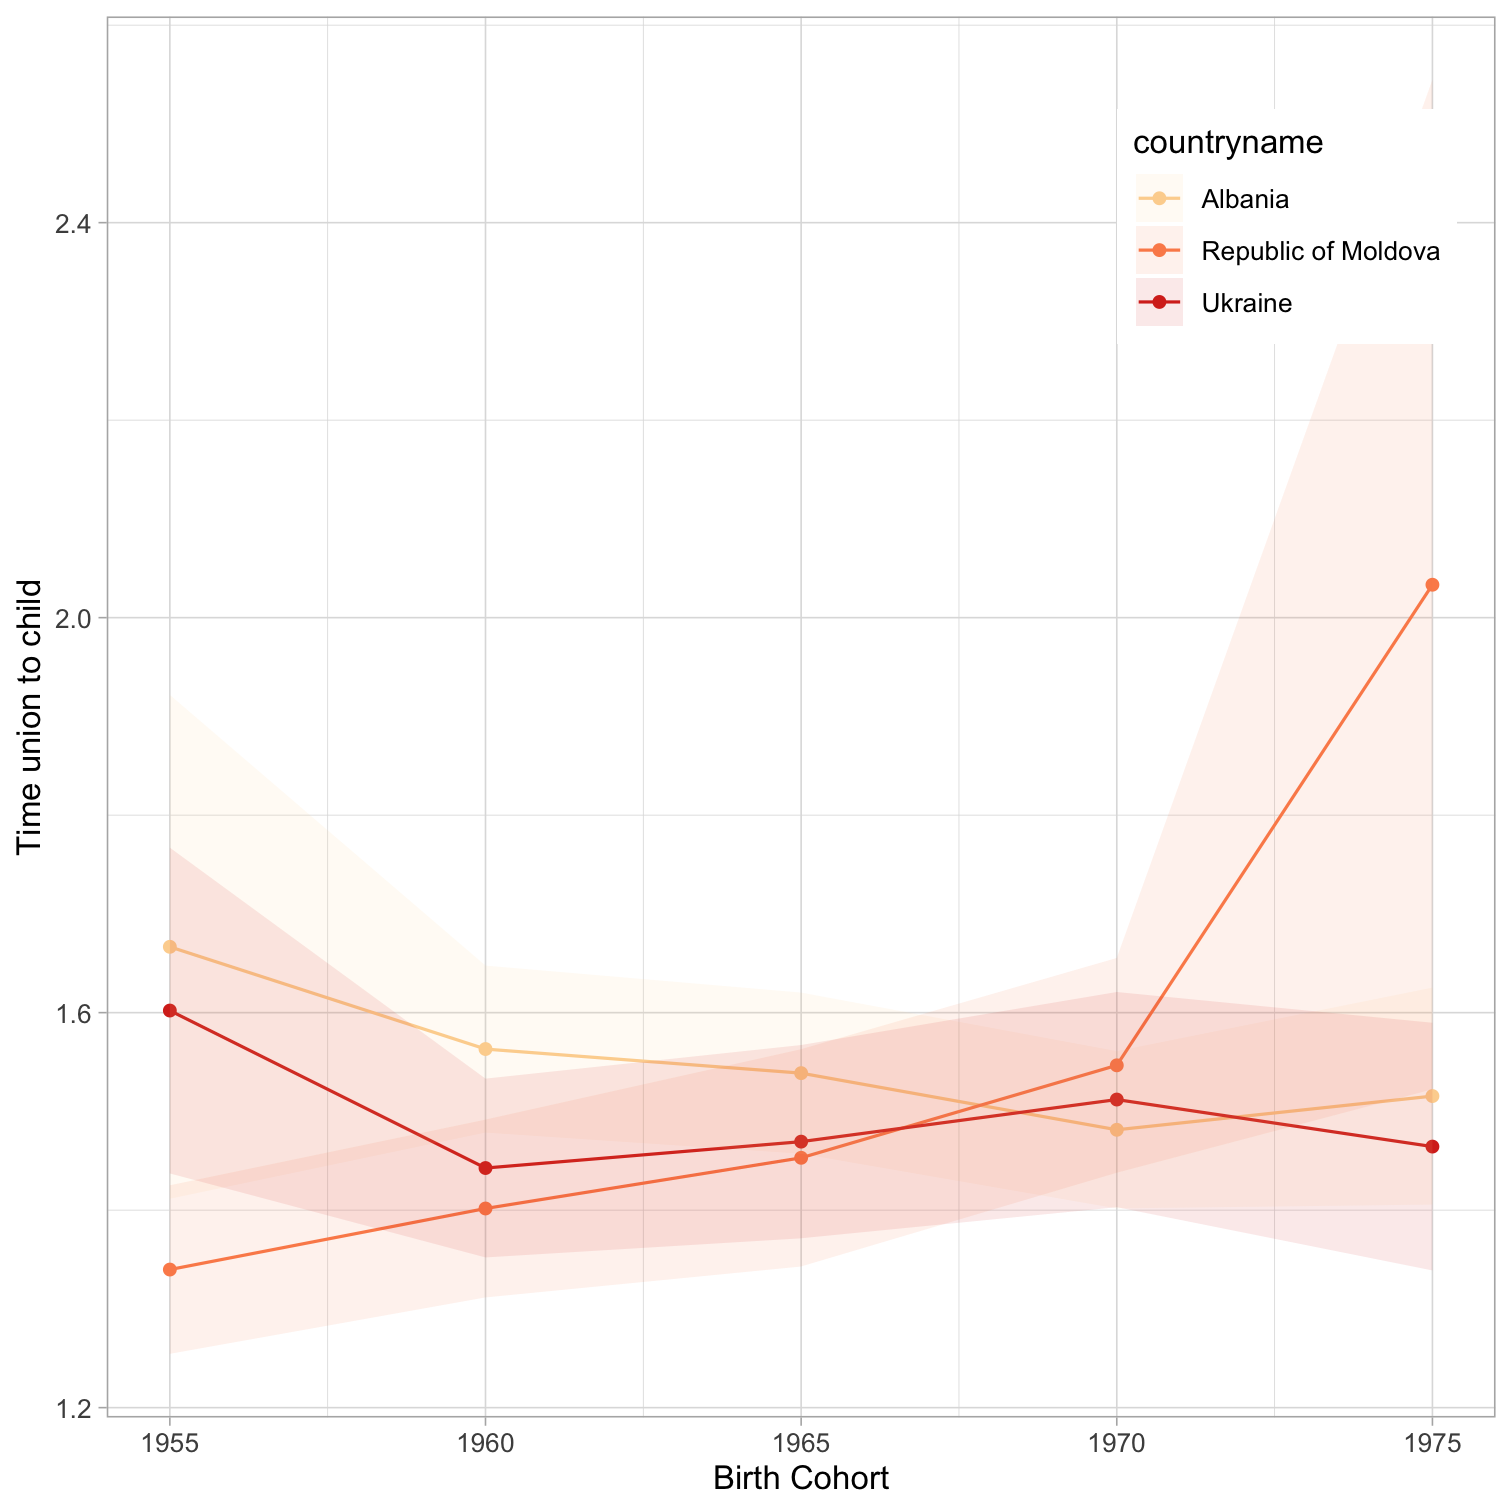 countryname
Albania
Republic of Moldova
Ukraine
Time union to child
2.4
2.0
1.6
1.2
1955 1960 1965 1970 1975
Birth Cohort